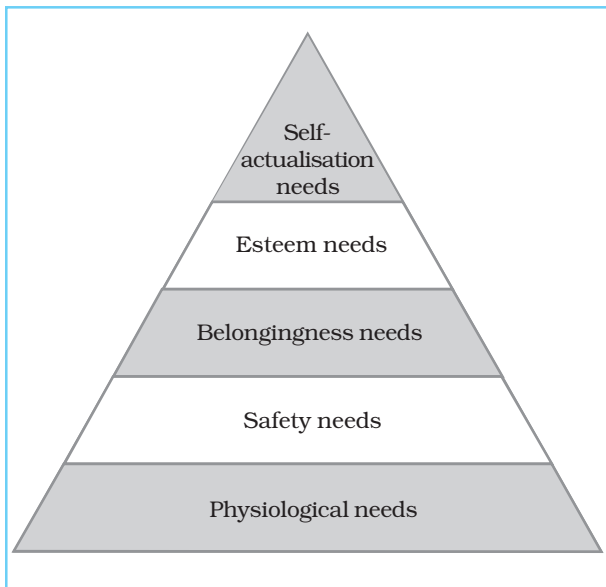 Self-
actualisation
needs
Esteem needs
Belongingness needs
Safety needs
Physiological needs